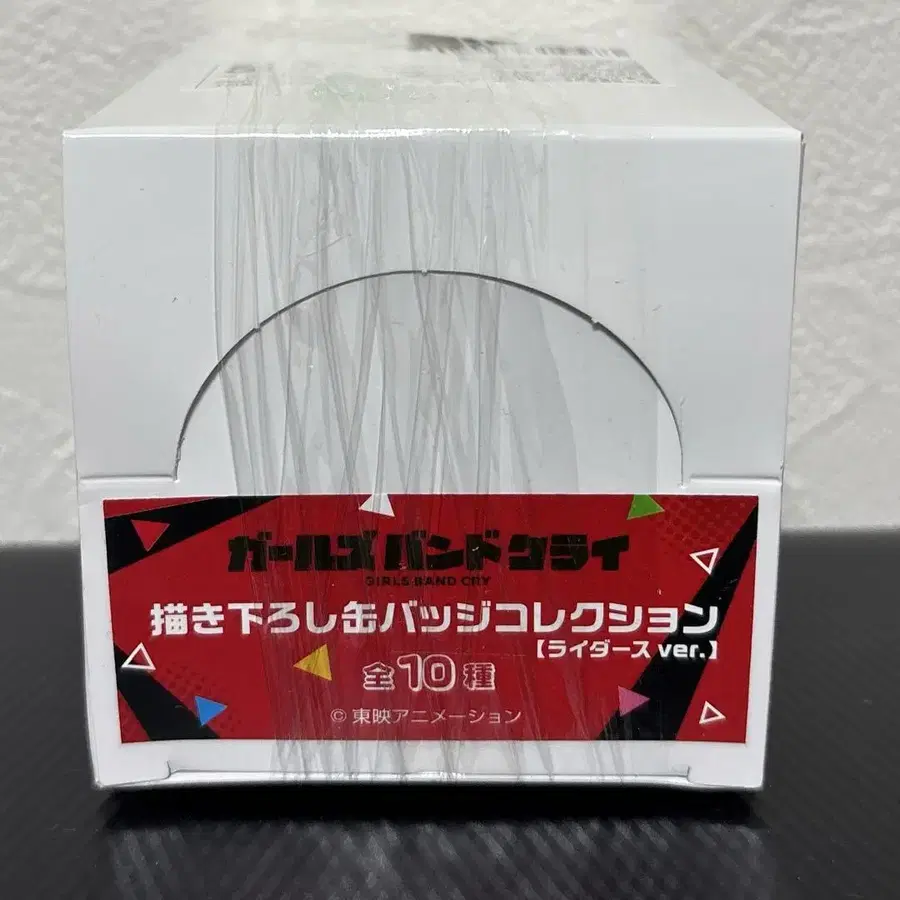 ガールズバンドクライ
GIRLS BAND CRY
描き下ろし缶バッジコレクション
【ライダース ver.】
全10種
© 東映アニメーション